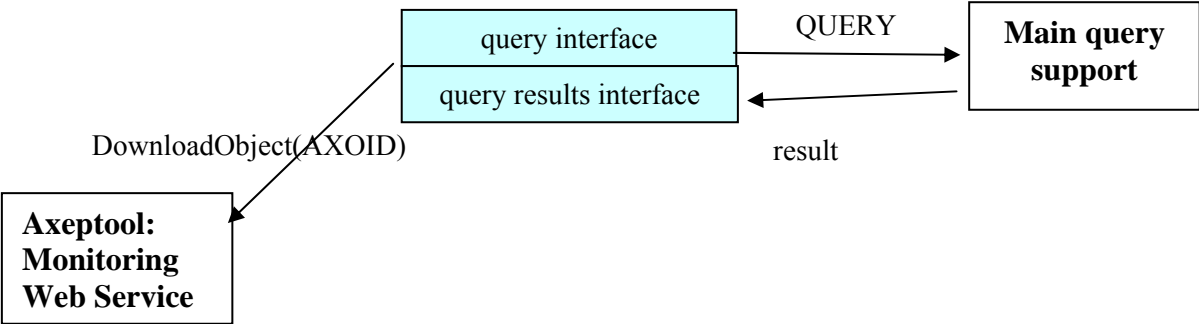 query interface
QUERY
Main query
support
query results interface
DownloadObject(AXOID)
result
Axeptool:
Monitoring
Web Service